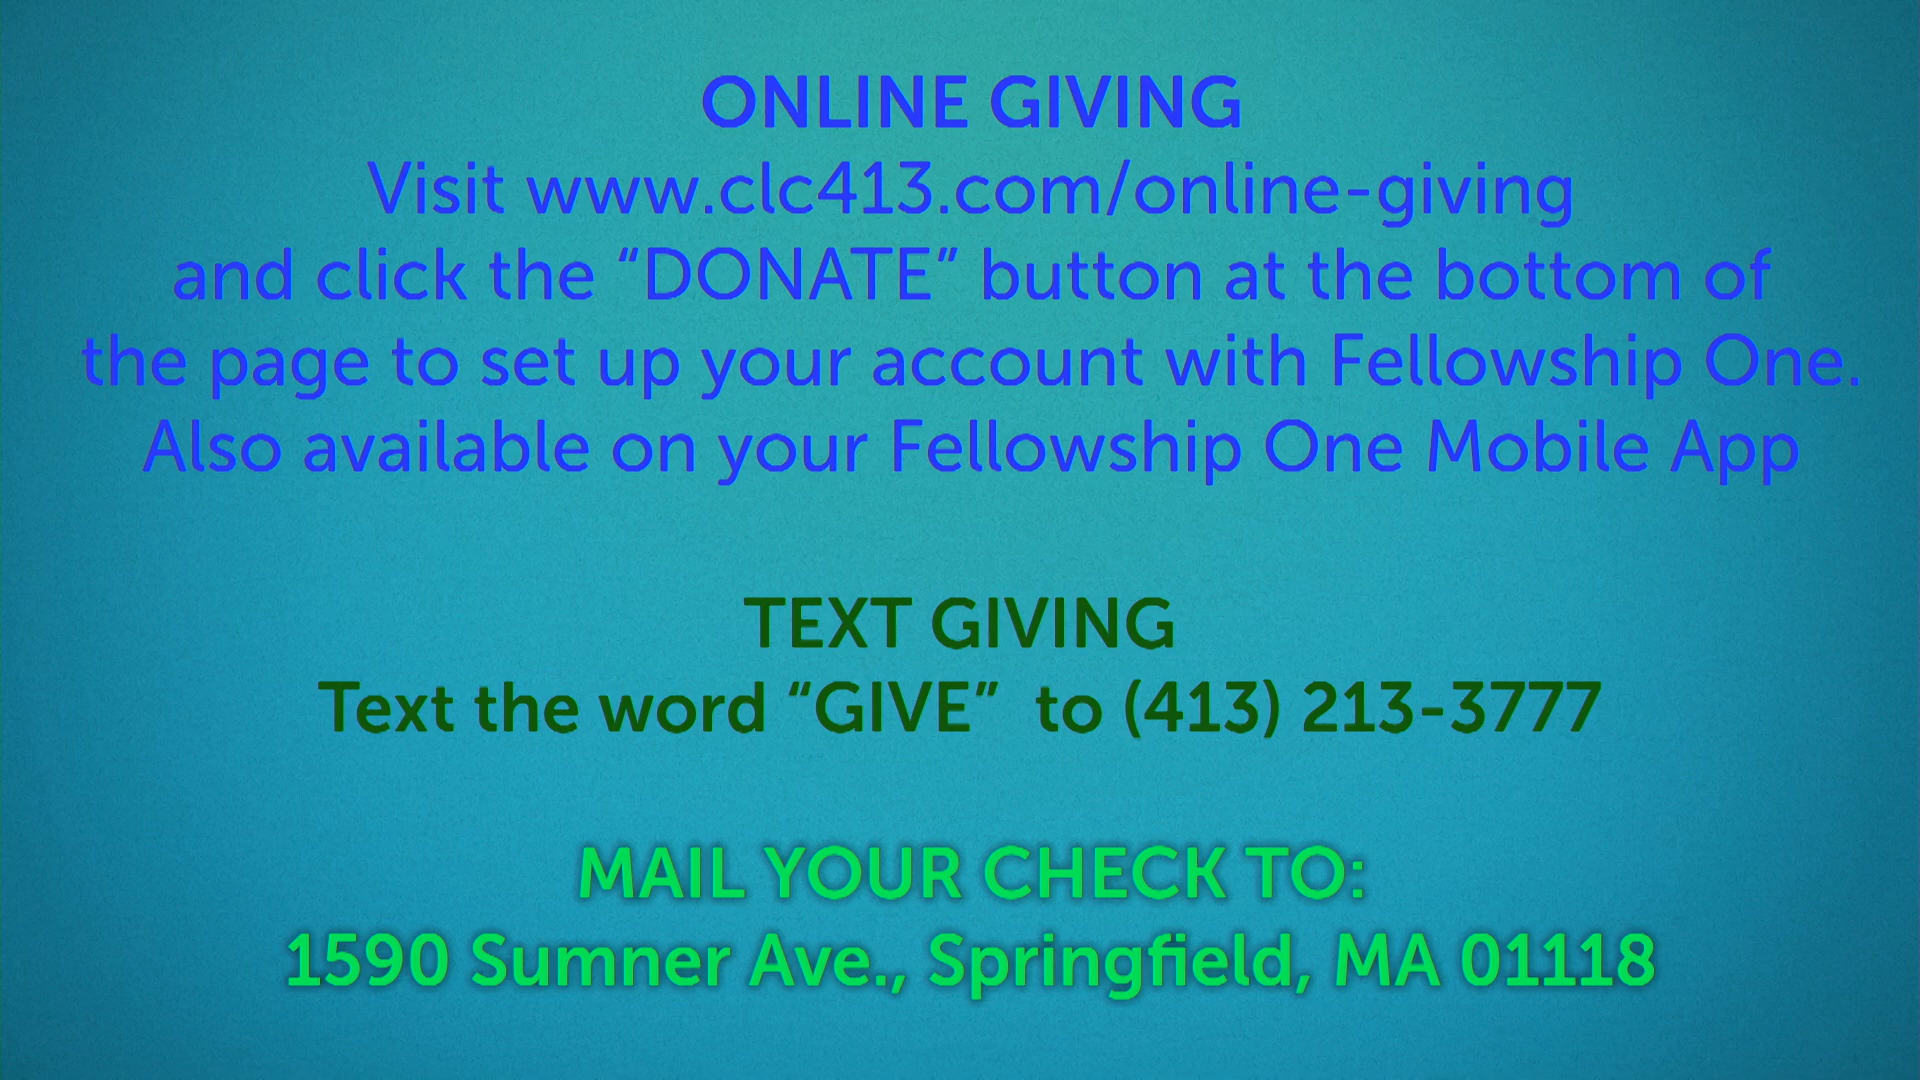 ONLINE GIVING
Visit www.clc413.com/online-giving
and click the “DONATE” button at the bottom of
the page to set up your account with Fellowship One.
Also available on your Fellowship One Mobile App
TEXT GIVING
Text the word “GIVE”  to (413) 213-3777
MAIL YOUR CHECK TO:
1590 Sumner Ave., Springfield, MA 01118